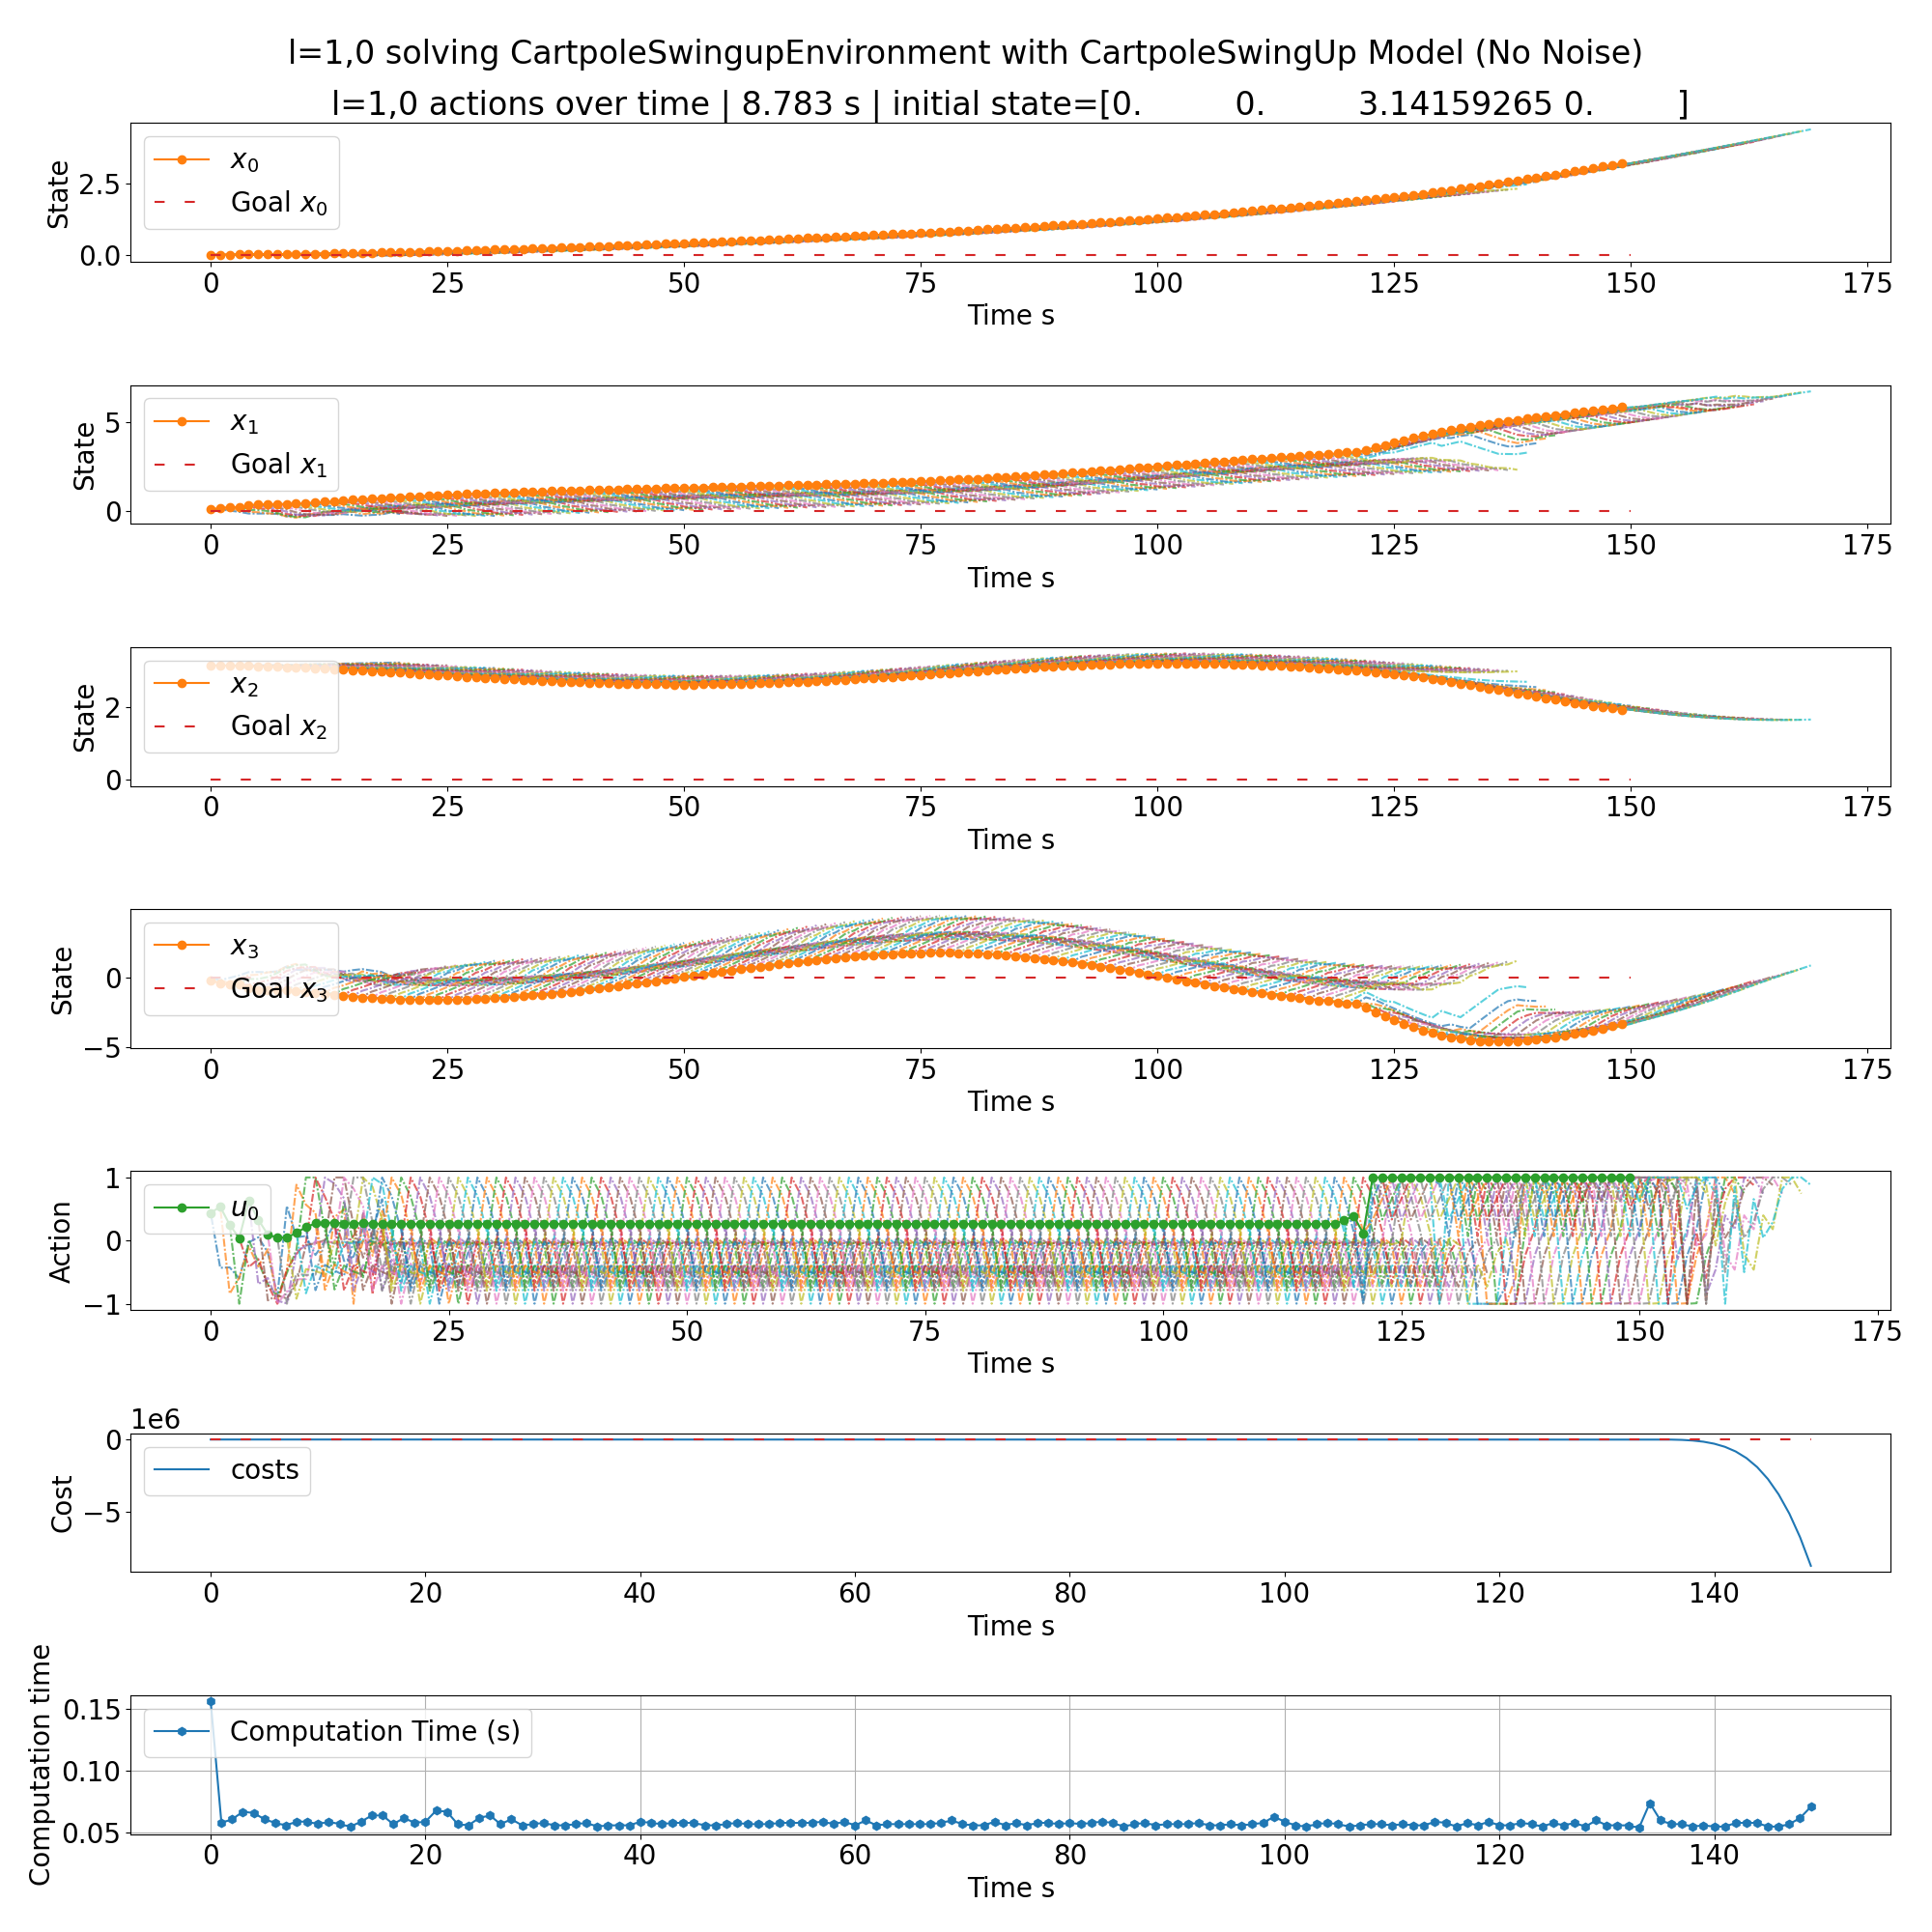 l=1,0 solving CartpoleSwingupEnvironment with CartpoleSwingUp Model (No Noise)
l=1,0 actions over time | 8.783 s | initial state=[0. 0. 3.14159265 0. ]
State
2.5
0.0
x0
Goal x0
0 25 50 75 100 125 150 175
Time s
State
5
0
x1
Goal x1
0 25 50 75 100 125 150 175
Time s
State
2
0
x2
Goal x2
0 25 50 75 100 125 150 175
Time s
State
0
−5
x3
Goal x3
0 25 50 75 100 125 150 175
Time s
Action
1
0
−1
u0
0 25 50 75 100 125 150 175
Time s
1e6
Cost
0
−5
costs
0 20 40 60 80 100 120 140
Time s
Computation time
0.15
0.10
0.05
Computation Time (s)
0 20 40 60 80 100 120 140
Time s